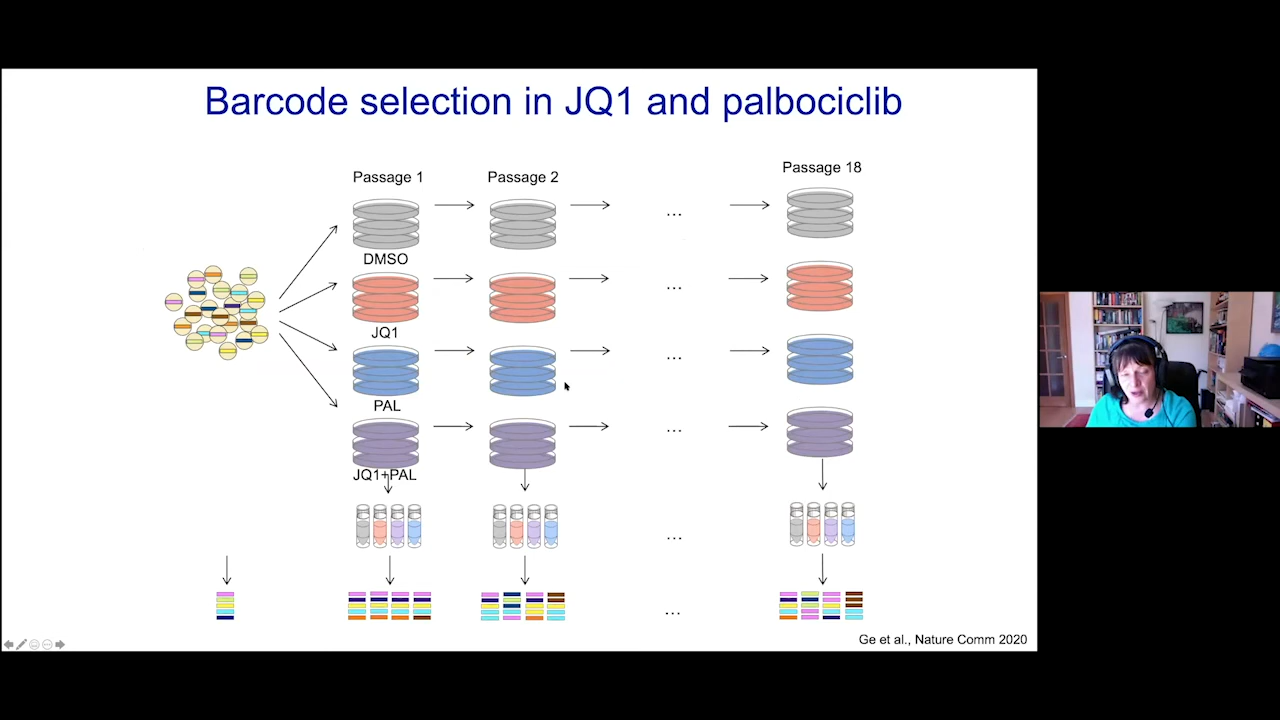 Barcode selection in JQ1 and palbociclib
Passage 1
Passage 2
Passage 18
...
DMSO
...
JQ1
...
PAL
...
JQ1+PAL
...
...
Ge et al., Nature Comm 2020